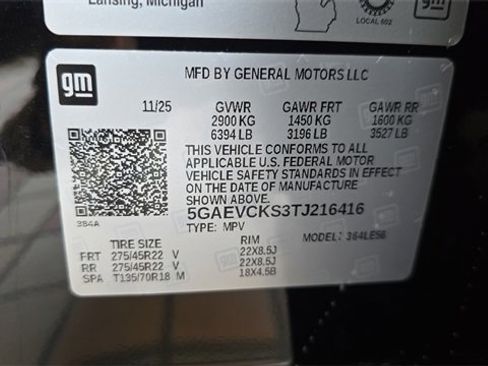 Lansing, Michigan
LOCAL 602
gm
MFD BY GENERAL MOTORS LLC
11/25 GVWR GAWR FRT GAWR RR
2900 KG 1450 KG 1600 KG
6394 LB 3196 LB 3527 LB
THIS VEHICLE CONFORMS TO ALL
APPLICABLE U.S. FEDERAL MOTOR
VEHICLE SAFETY STANDARDS IN EFFECT
ON THE DATE OF MANUFACTURE
SHOWN ABOVE.
384A
5GAEVCKS3TJ216416
TYPE: MPV MODEL: 364LE56
TIRE SIZE RIM
FRT 275/45R22 V 22X8.5J
RR 275/45R22 V 22X8.5J
SPA T135/70R18 M 18X4.5B